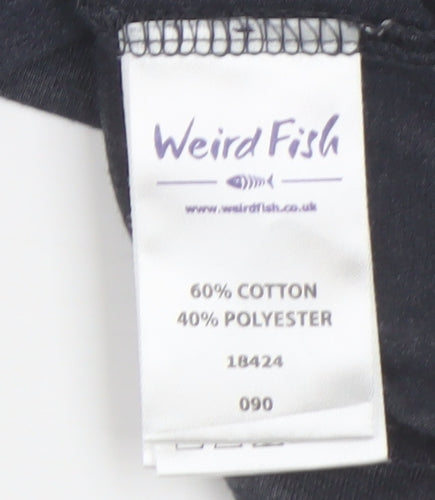 Weird Fish
www.weirdfish.co.uk
60% COTTON
40% POLYESTER
18424
090